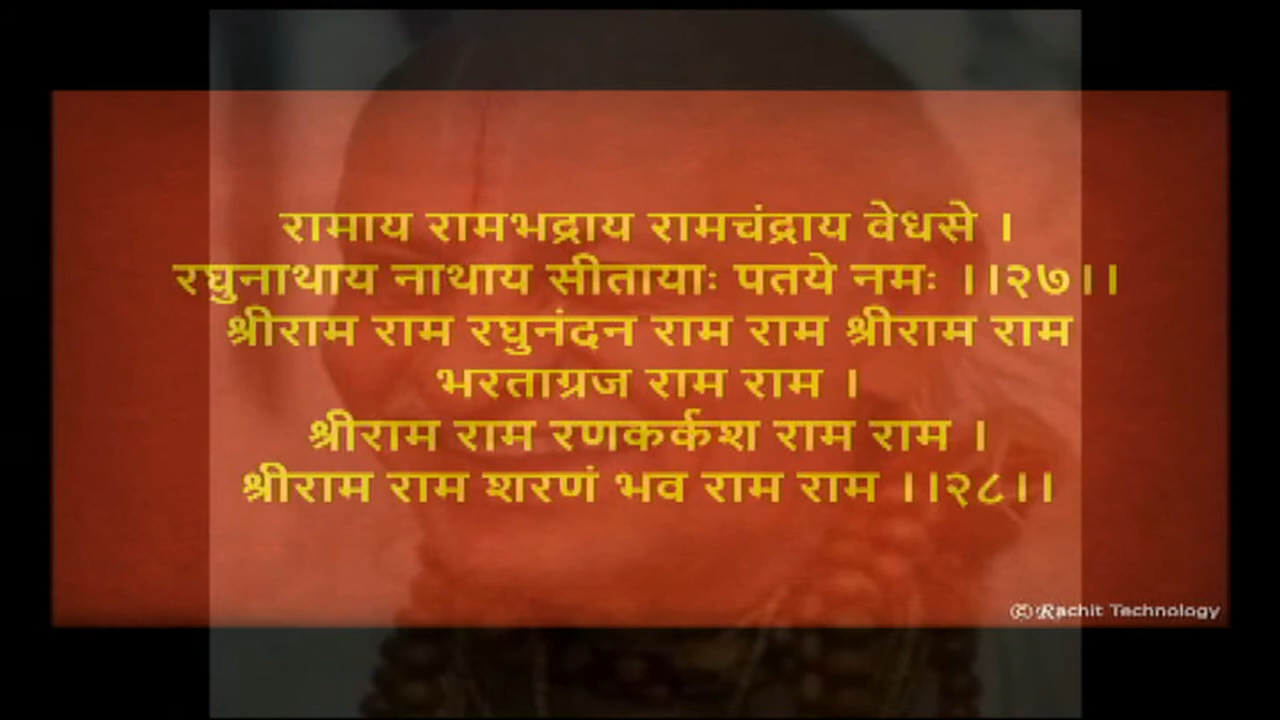 रामाय रामभद्राय रामचंद्राय वेधसे ।
रघुनाथाय नाथाय सीतायाः पतये नमः ।।२७।।
श्रीराम राम रघुनंदन राम राम श्रीराम राम
भरताग्रज राम राम ।
श्रीराम राम रणकर्कश राम राम ।
श्रीराम राम शरणं भव राम राम ।।२८।।
© Rachit Technology